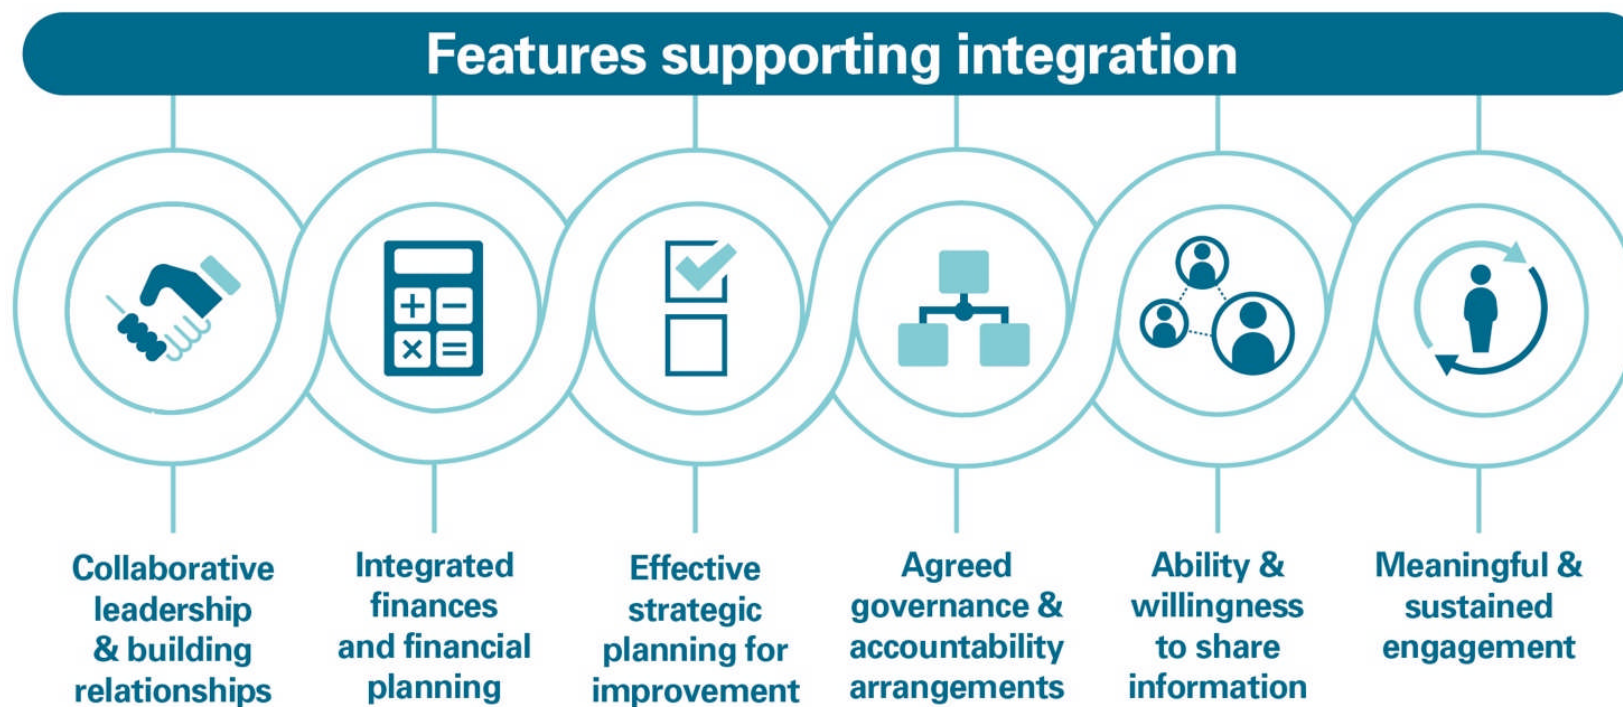 Features supporting integration
Collaborative
leadership
& building
relationships
Integrated
finances
and financial
planning
Effective
strategic
planning for
improvement
Agreed
governance &
accountability
arrangements
Ability &
willingness
to share
information
Meaningful &
sustained
engagement